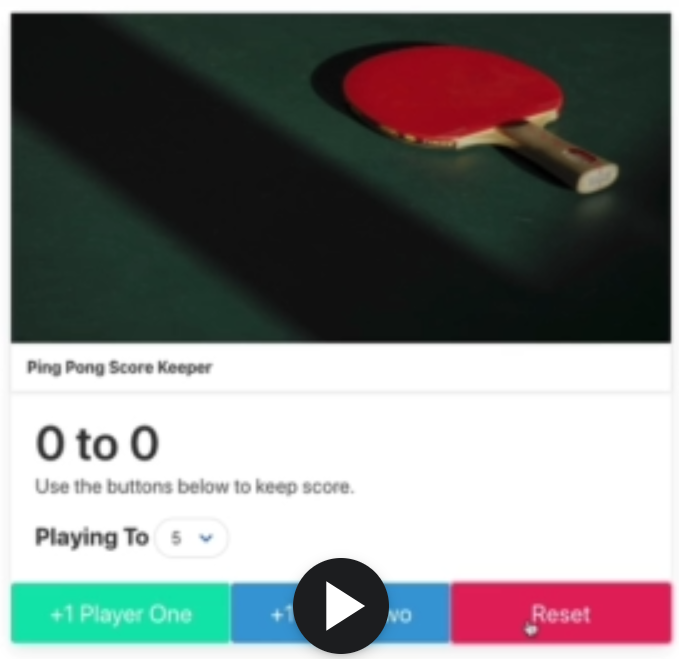 Ping Pong Score Keeper
0 to 0
Use the buttons below to keep score.
Playing To 5
+1 Player One
+1 wo
Reset